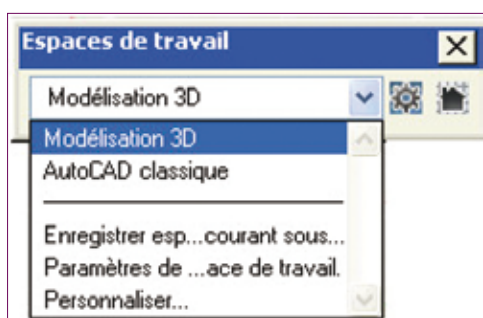 Espaces de travail
Modélisation 3D
Modélisation 3D
AutoCAD classique
Enregistrer esp...courant sous...
Paramètres de ...ace de travail.
Personnaliser...